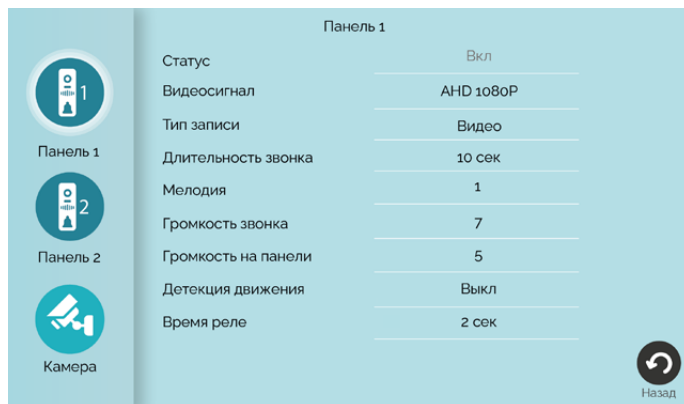 Панель 1
Статус Вкл
Видеосигнал AHD 1080P
Тип записи Видео
Длительность звонка 10 сек
Мелодия 1
Громкость звонка 7
Громкость на панели 5
Детекция движения Выкл
Время реле 2 сек
1
Панель 1
2
Панель 2
Камера
Назад